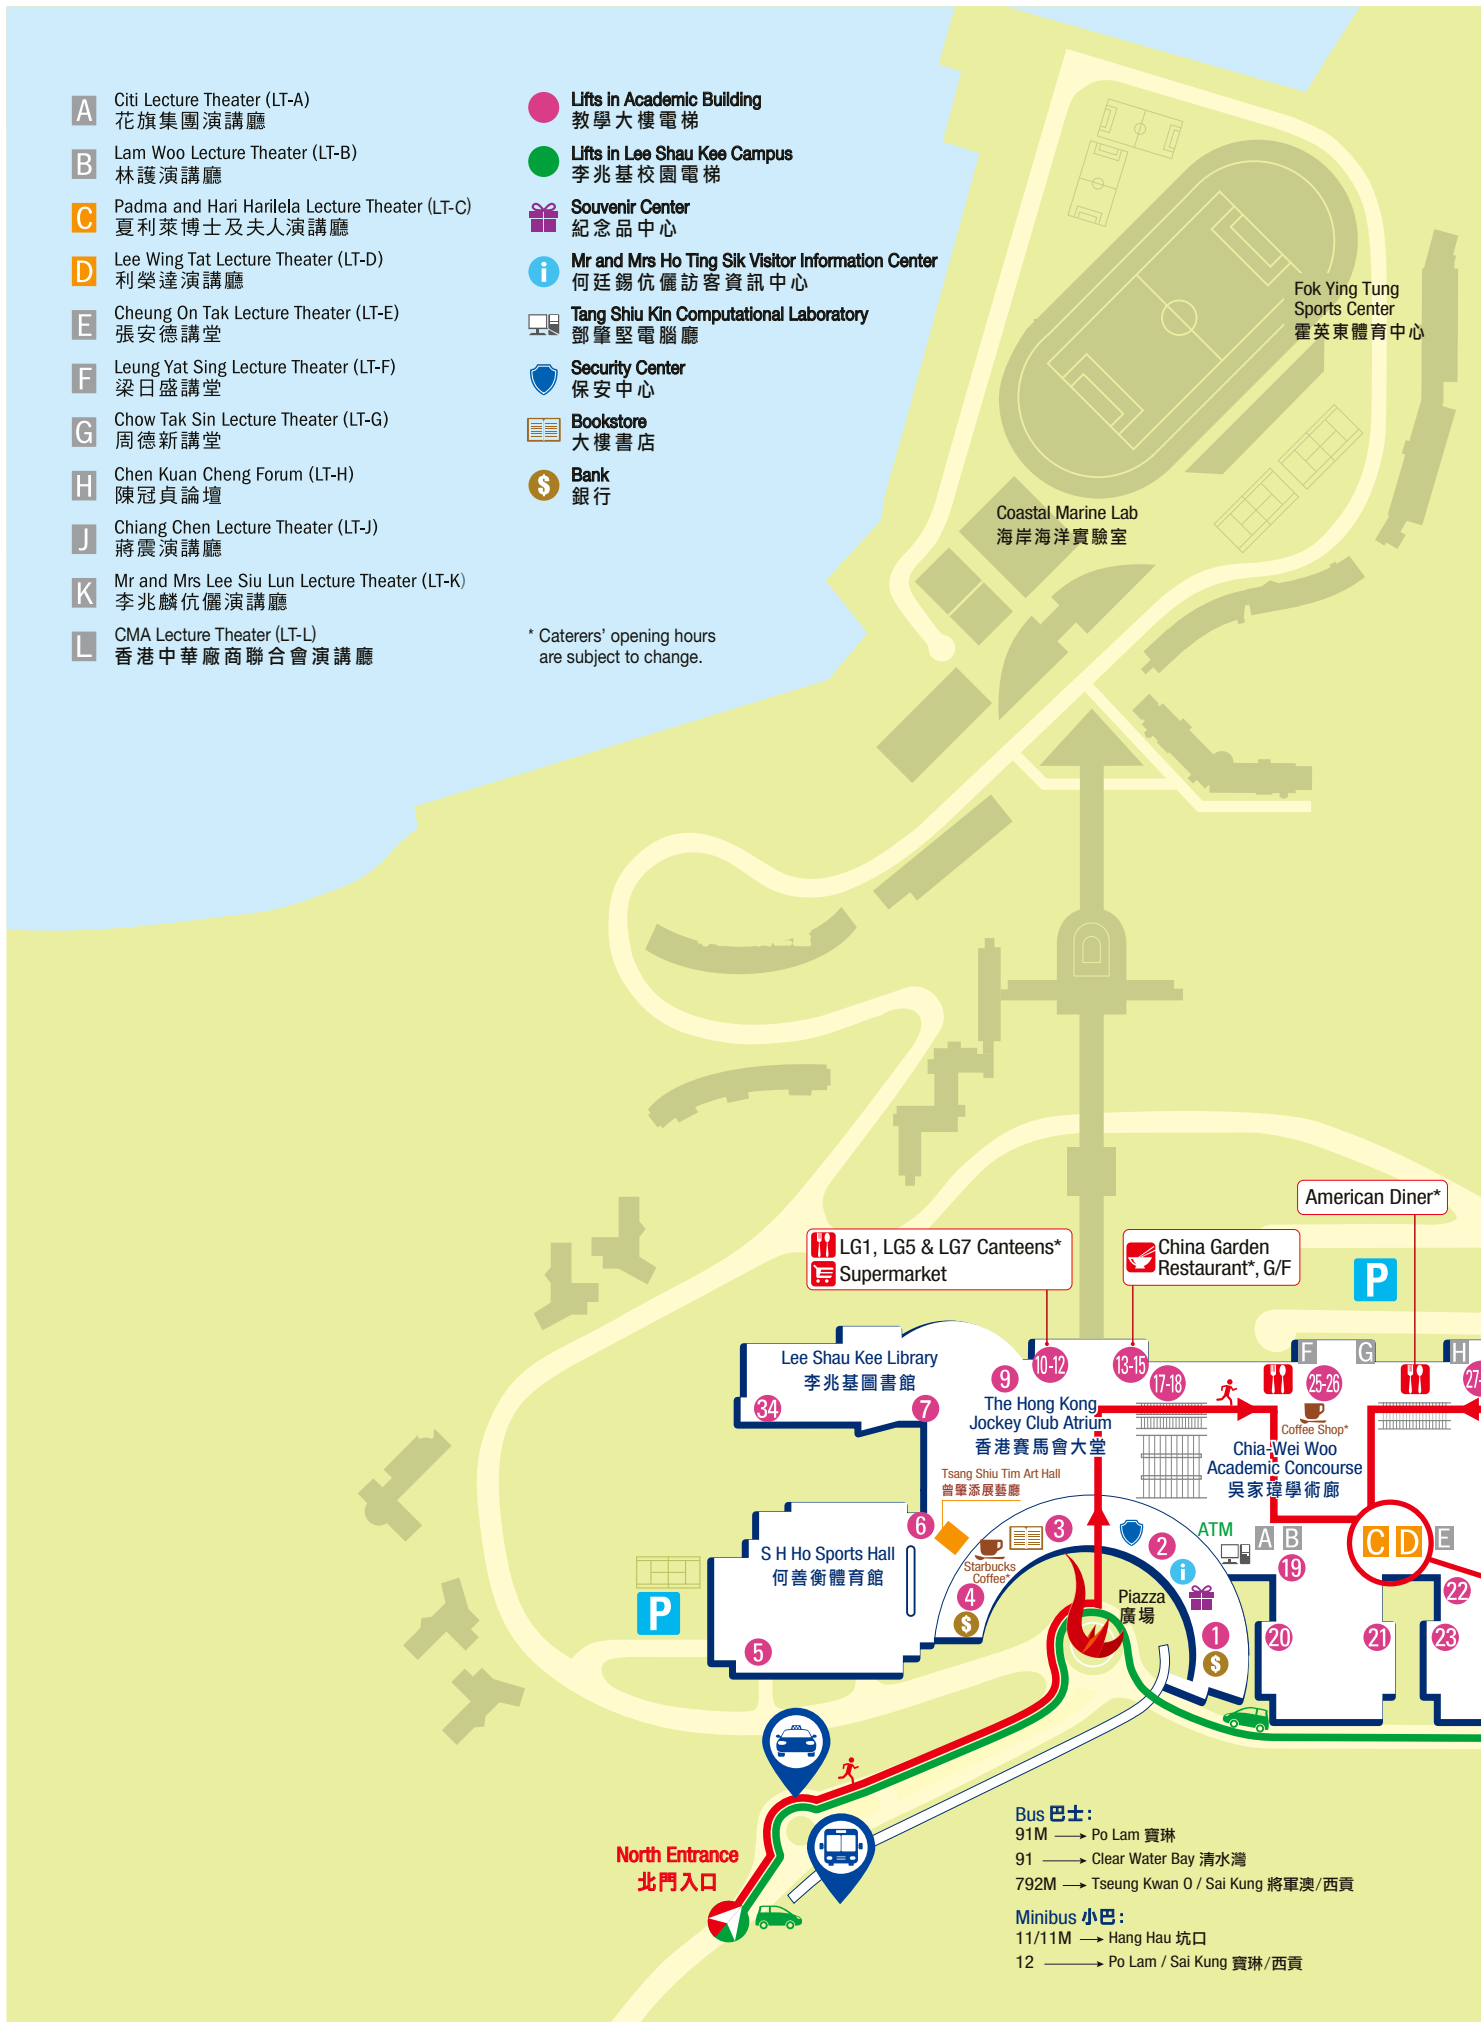 A
Citi Lecture Theater (LT-A)
花旗集團演講廳
B
Lam Woo Lecture Theater (LT-B)
林護演講廳
C
Padma and Hari Harilela Lecture Theater (LT-C)
夏利萊博士及夫人演講廳
D
Lee Wing Tat Lecture Theater (LT-D)
利榮達演講廳
E
Cheung On Tak Lecture Theater (LT-E)
張安德講堂
F
Leung Yat Sing Lecture Theater (LT-F)
梁日盛講堂
G
Chow Tak Sin Lecture Theater (LT-G)
周德新講堂
H
Chen Kuan Cheng Forum (LT-H)
陳冠貞論壇
J
Chiang Chen Lecture Theater (LT-J)
蔣震演講廳
K
Mr and Mrs Lee Siu Lun Lecture Theater (LT-K)
李兆麟伉儷演講廳
L
CMA Lecture Theater (LT-L)
香港中華廠商聯合會演講廳
Lifts in Academic Building
教學大樓電梯
Lifts in Lee Shau Kee Campus
李兆基校園電梯
Souvenir Center
紀念品中心
i
Mr and Mrs Ho Ting Sik Visitor Information Center
何廷錫伉儷訪客資訊中心
Tang Shiu Kin Computational Laboratory
鄧肇堅電腦廳
Security Center
保安中心
Bookstore
大樓書店
$
Bank
銀行
* Caterers' opening hours
are subject to change.
Fok Ying Tung
Sports Center
霍英東體育中心
Coastal Marine Lab
海岸海洋實驗室
American Diner*
LG1, LG5 & LG7 Canteens*
Supermarket
China Garden
Restaurant*, G/F
P
Lee Shau Kee Library
李兆基圖書館
34
7
9
10-12
13-15
17-18
The Hong Kong
Jockey Club Atrium
香港賽馬會大堂
F
G
H
25-26
27-
Coffee Shop*
Chia-Wei Woo
Academic Concourse
吳家瑋學術廊
Tsang Shiu Tim Art Hall
曾肇添展藝廳
6
3
Starbucks
Coffee*
4
$
2
i
ATM
A
B
C
D
E
19
22
S H Ho Sports Hall
何善衡體育館
P
5
Piazza
廣場
1
$
20
21
23
North Entrance
北門入口
Bus 巴士：
91M → Po Lam 寶琳
91 → Clear Water Bay 清水灣
792M → Tseung Kwan O / Sai Kung 將軍澳/西貢
Minibus 小巴：
11/11M → Hang Hau 坑口
12 → Po Lam / Sai Kung 寶琳/西貢